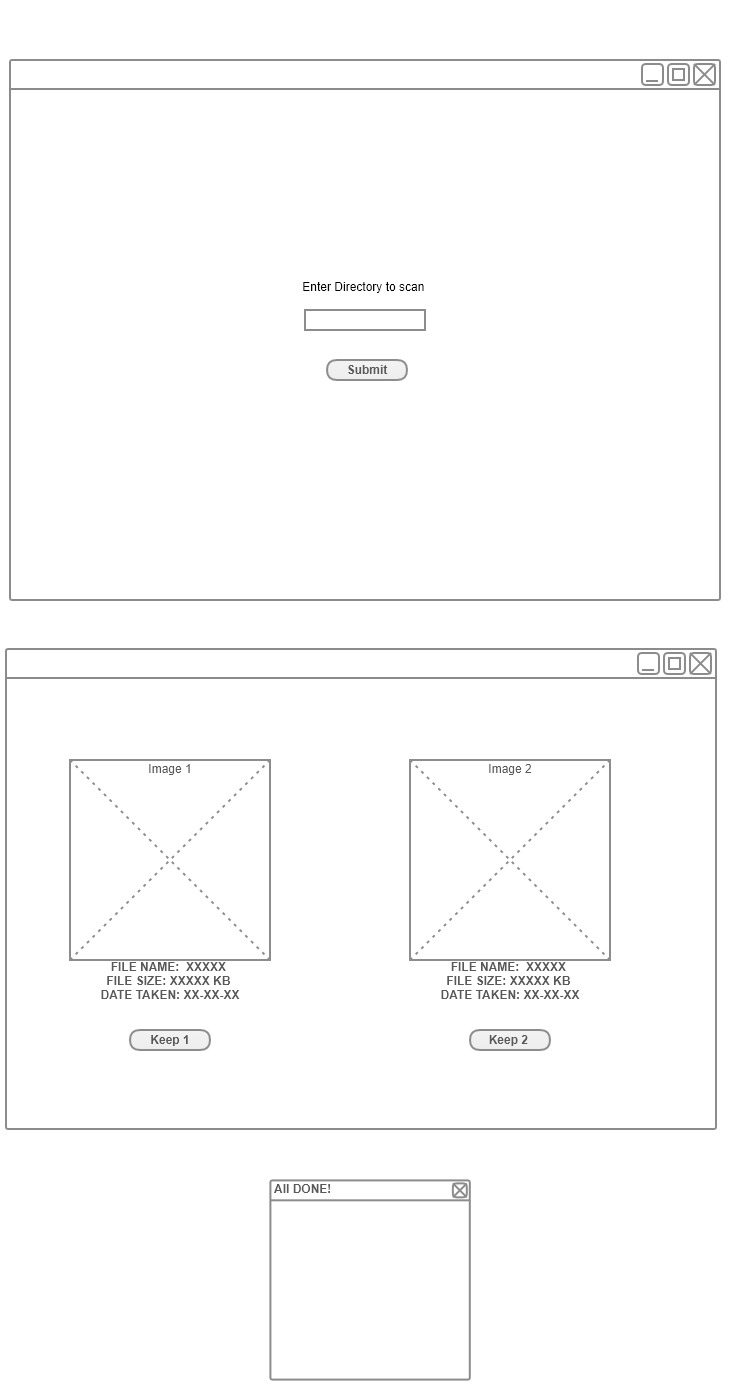 Enter Directory to scan
Submit
Image 1
Image 2
FILE NAME:  XXXXX
FILE SIZE: XXXXX KB
DATE TAKEN: XX-XX-XX
FILE NAME:  XXXXX
FILE SIZE: XXXXX KB
DATE TAKEN: XX-XX-XX
Keep 1
Keep 2
All DONE!